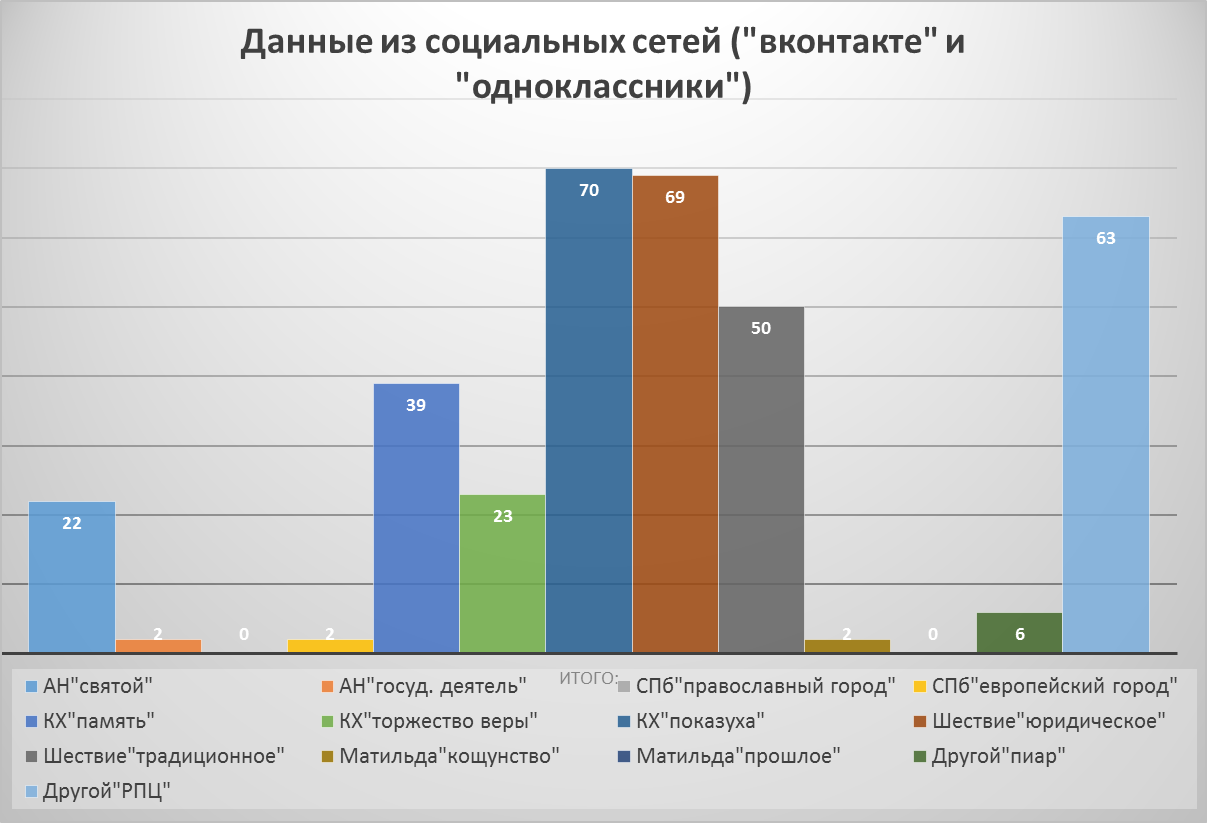 Данные из социальных сетей ("вконтакте" и
"одноклассники")
70
69
63
50
39
22
23
2
0
2
2
0
6
ИТОГО:
АН"святой" АН"госуд. деятель" СПб"православный город" СПб"европейский город"
КХ"память" КХ"торжество веры" КХ"показуха" Шествие"юридическое"
Шествие"традиционное" Матильда"кощунство" Матильда"прошлое" Другой"пиар"
Другой"РПЦ"